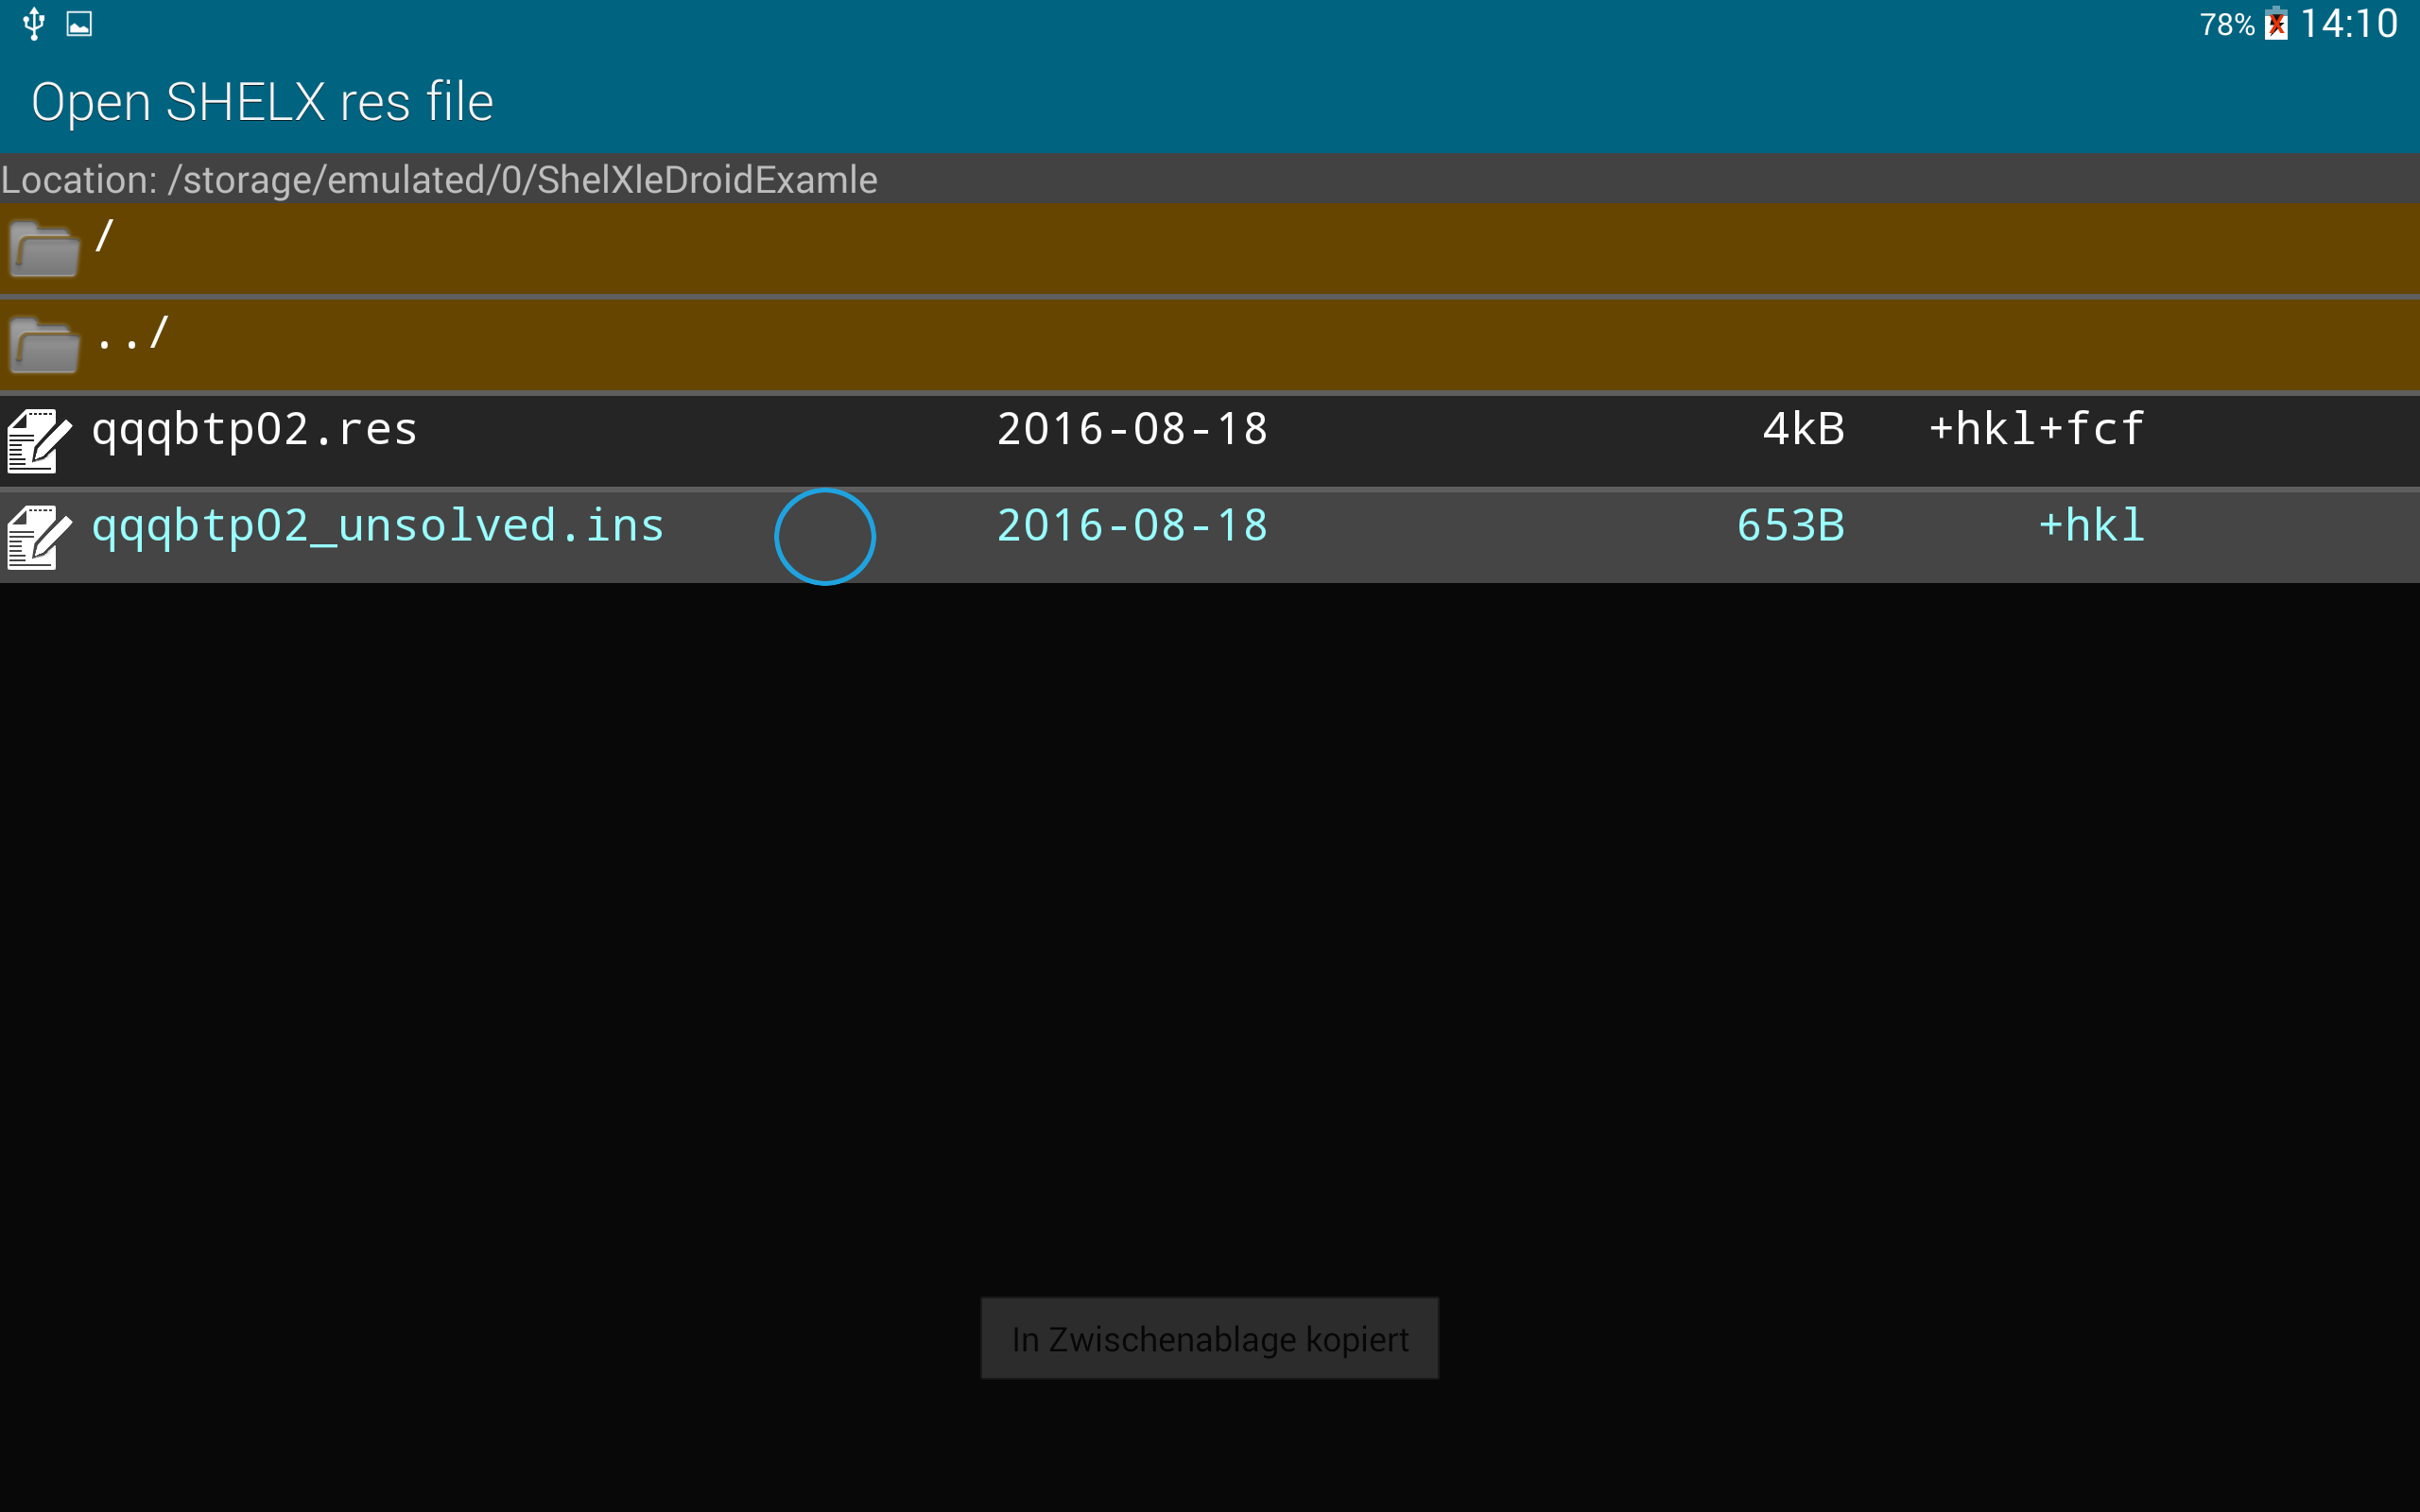 78% 14:10
Open SHELX res file
Location: /storage/emulated/0/ShelXleDroidExamle
/
../
qqqbtp02.res 2016-08-18 4kB +hkl+fcf
qqqbtp02_unsolved.ins 2016-08-18 653B +hkl
In Zwischenablage kopiert